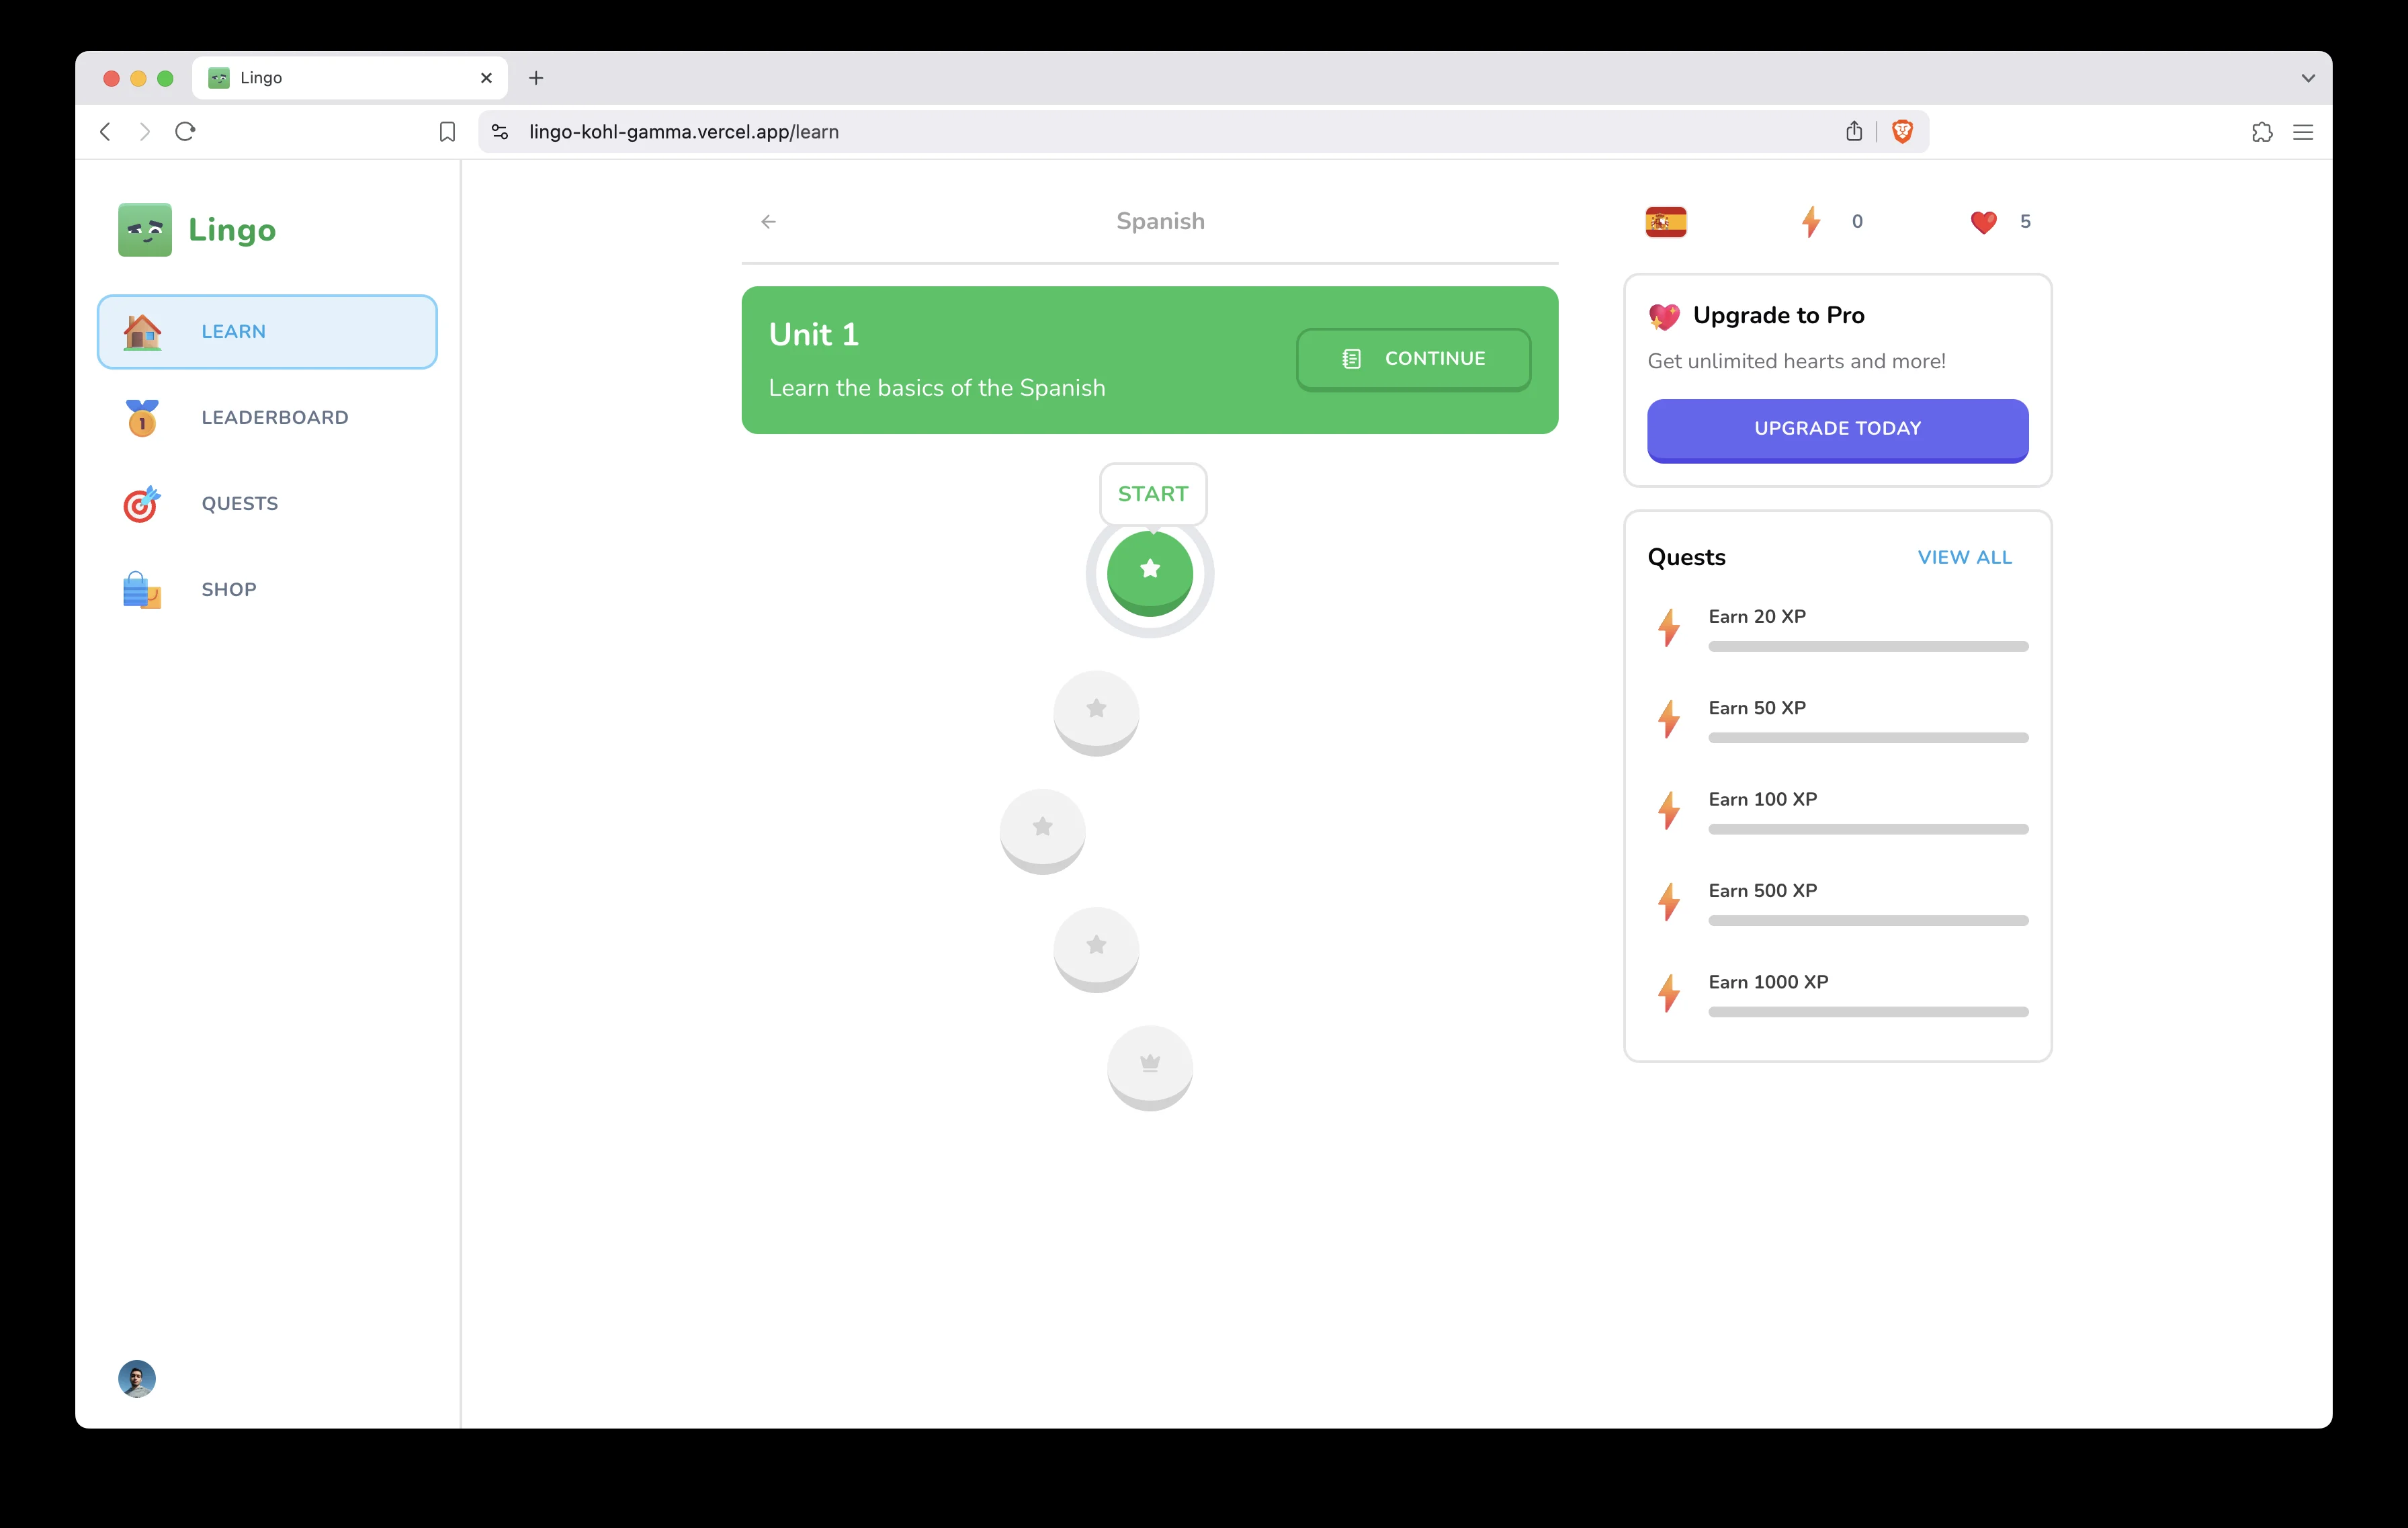 Lingo
lingo-kohl-gamma.vercel.app/learn
Lingo
LEARN
1
LEADERBOARD
QUESTS
SHOP
Spanish
0
5
Unit 1
Learn the basics of the Spanish
CONTINUE
START
Upgrade to Pro
Get unlimited hearts and more!
UPGRADE TODAY
Quests
VIEW ALL
Earn 20 XP
Earn 50 XP
Earn 100 XP
Earn 500 XP
Earn 1000 XP